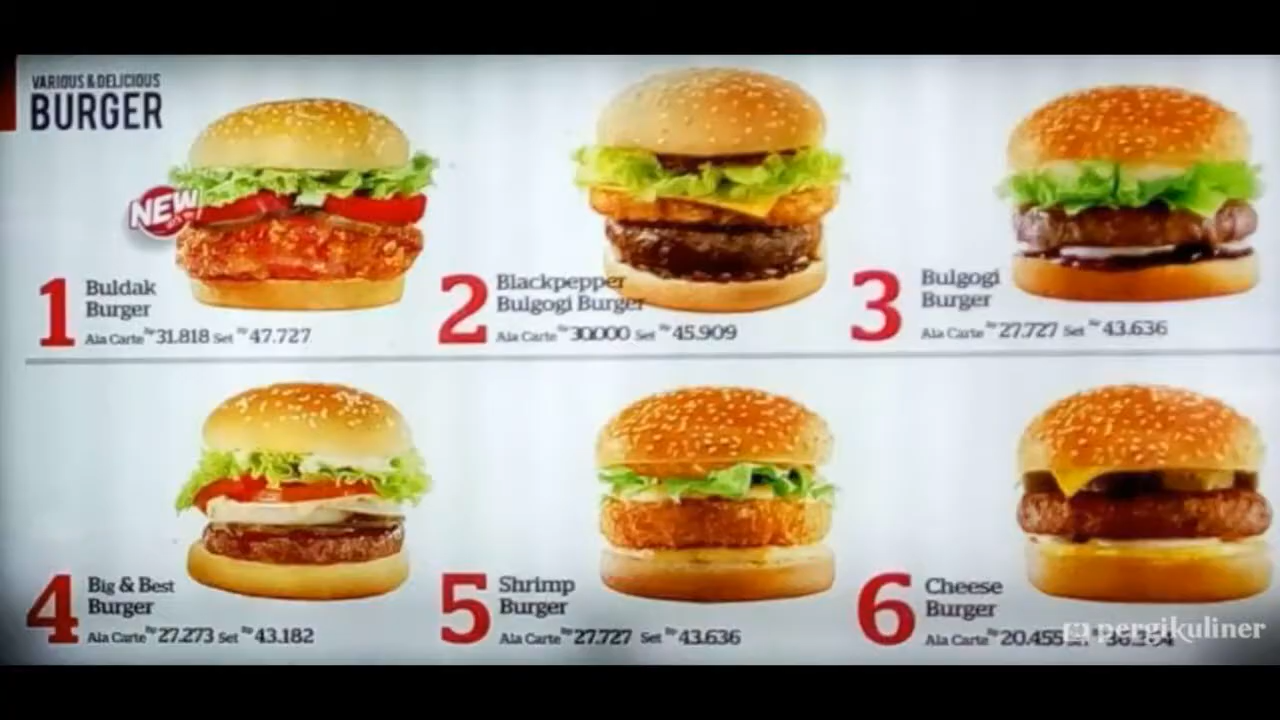 VARIOUS & DELICIOUS
BURGER
NEW
1
Buldak
Burger
Ala Carte Rp 31.818 Set Rp 47.727
2
Blackpepper
Bulgogi Burger
Ala Carte Rp 30.000 Set Rp 45.909
3
Bulgogi
Burger
Ala Carte Rp 27.727 Set Rp 43.636
4
Big & Best
Burger
Ala Carte Rp 27.273 Set Rp 43.182
5
Shrimp
Burger
Ala Carte Rp 27.727 Set Rp 43.636
6
Cheese
Burger
Ala Carte Rp 20.455
pergikuliner